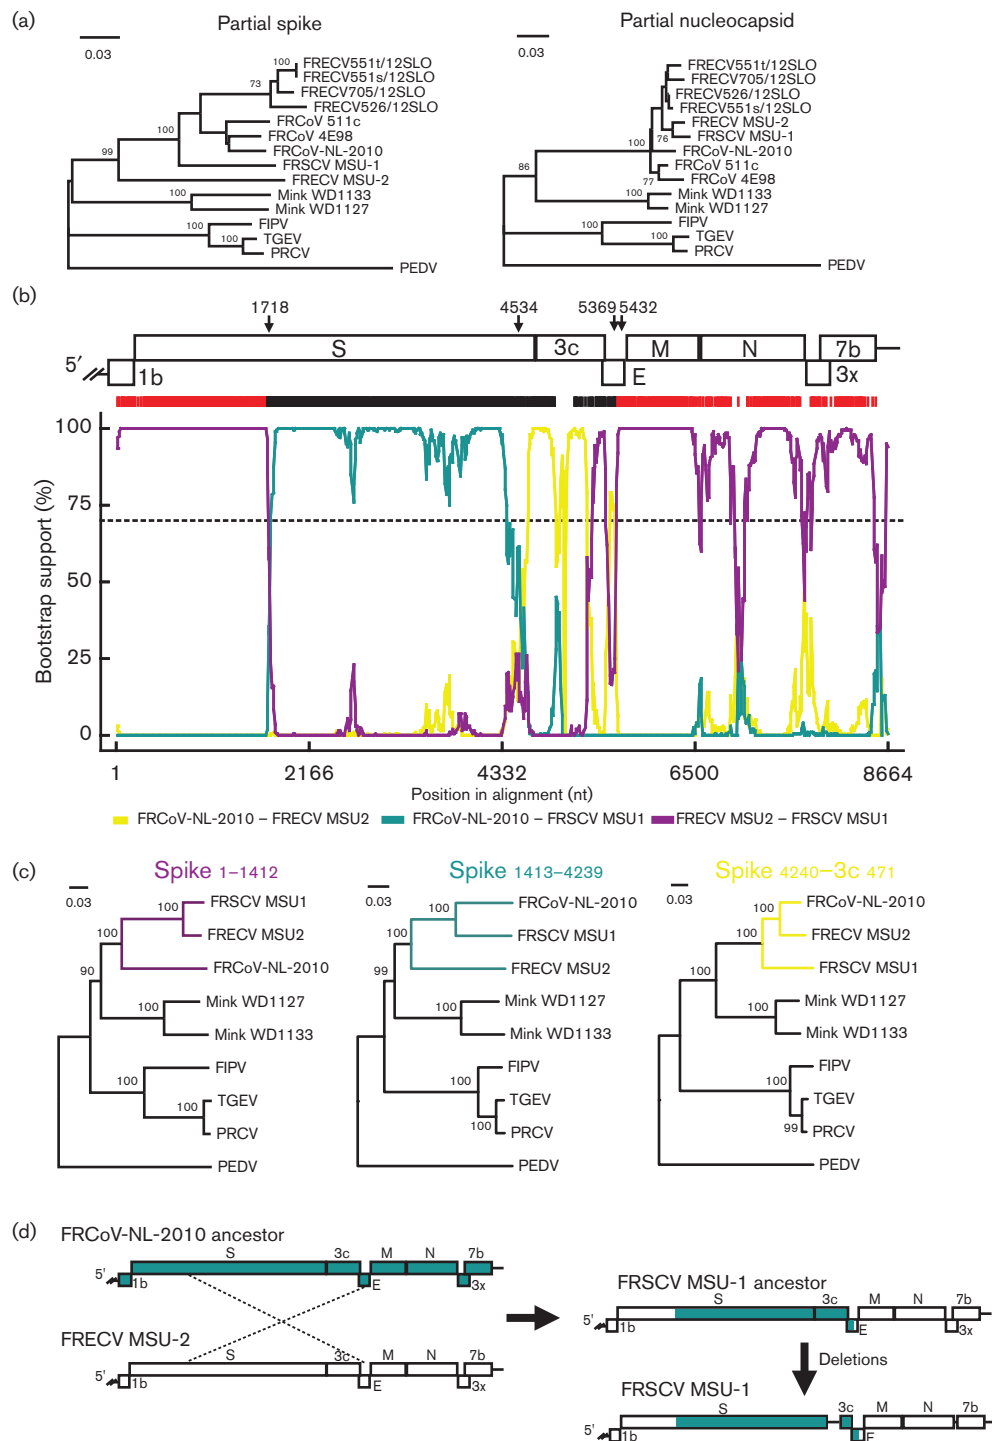 (a)
Partial spike
0.03
100
FRECV551t/12SLO
FRECV551s/12SLO
73
FRECV705/12SLO
FRECV526/12SLO
100
FRCoV 511c
FRCoV 4E98
FRCoV-NL-2010
99
FRSCV MSU-1
FRECV MSU-2
100
Mink WD1133
Mink WD1127
100
FIPV
100
TGEV
PRCV
PEDV
Partial nucleocapsid
0.03
FRECV551t/12SLO
FRECV705/12SLO
FRECV526/12SLO
FRECV551s/12SLO
FRECV MSU-2
76
FRSCV MSU-1
100
FRCoV-NL-2010
FRCoV 511c
77
FRCoV 4E98
86
100
Mink WD1133
Mink WD1127
100
FIPV
100
TGEV
PRCV
PEDV
(b)
1718
4534
5369
5432
5′
1b
S
3c
E
M
N
3x
7b
Bootstrap support (%)
100
75
50
25
0
1
2166
4332
6500
8664
Position in alignment (nt)
FRCoV-NL-2010 – FRECV MSU2
FRCoV-NL-2010 – FRSCV MSU1
FRECV MSU2 – FRSCV MSU1
(c)
Spike 1–1412
0.03
100
FRSCV MSU1
100
FRECV MSU2
90
FRCoV-NL-2010
100
Mink WD1127
Mink WD1133
100
FIPV
100
TGEV
PRCV
PEDV
Spike 1413–4239
0.03
100
FRCoV-NL-2010
100
FRSCV MSU1
99
FRECV MSU2
100
Mink WD1127
Mink WD1133
100
FIPV
TGEV
100
PRCV
PEDV
Spike 4240–3c 471
0.03
100
FRCoV-NL-2010
100
FRECV MSU2
100
FRSCV MSU1
100
Mink WD1127
Mink WD1133
100
FIPV
TGEV
99
PRCV
PEDV
(d)
FRCoV-NL-2010 ancestor
S
3c
M
N
7b
5′
1b
E
3x
FRECV MSU-2
S
3c
M
N
7b
5′
1b
E
3x
FRSCV MSU-1 ancestor
S
3c
M
N
7b
5′
1b
E
3x
Deletions
FRSCV MSU-1
S
3c
M
N
7b
5′
1b
E